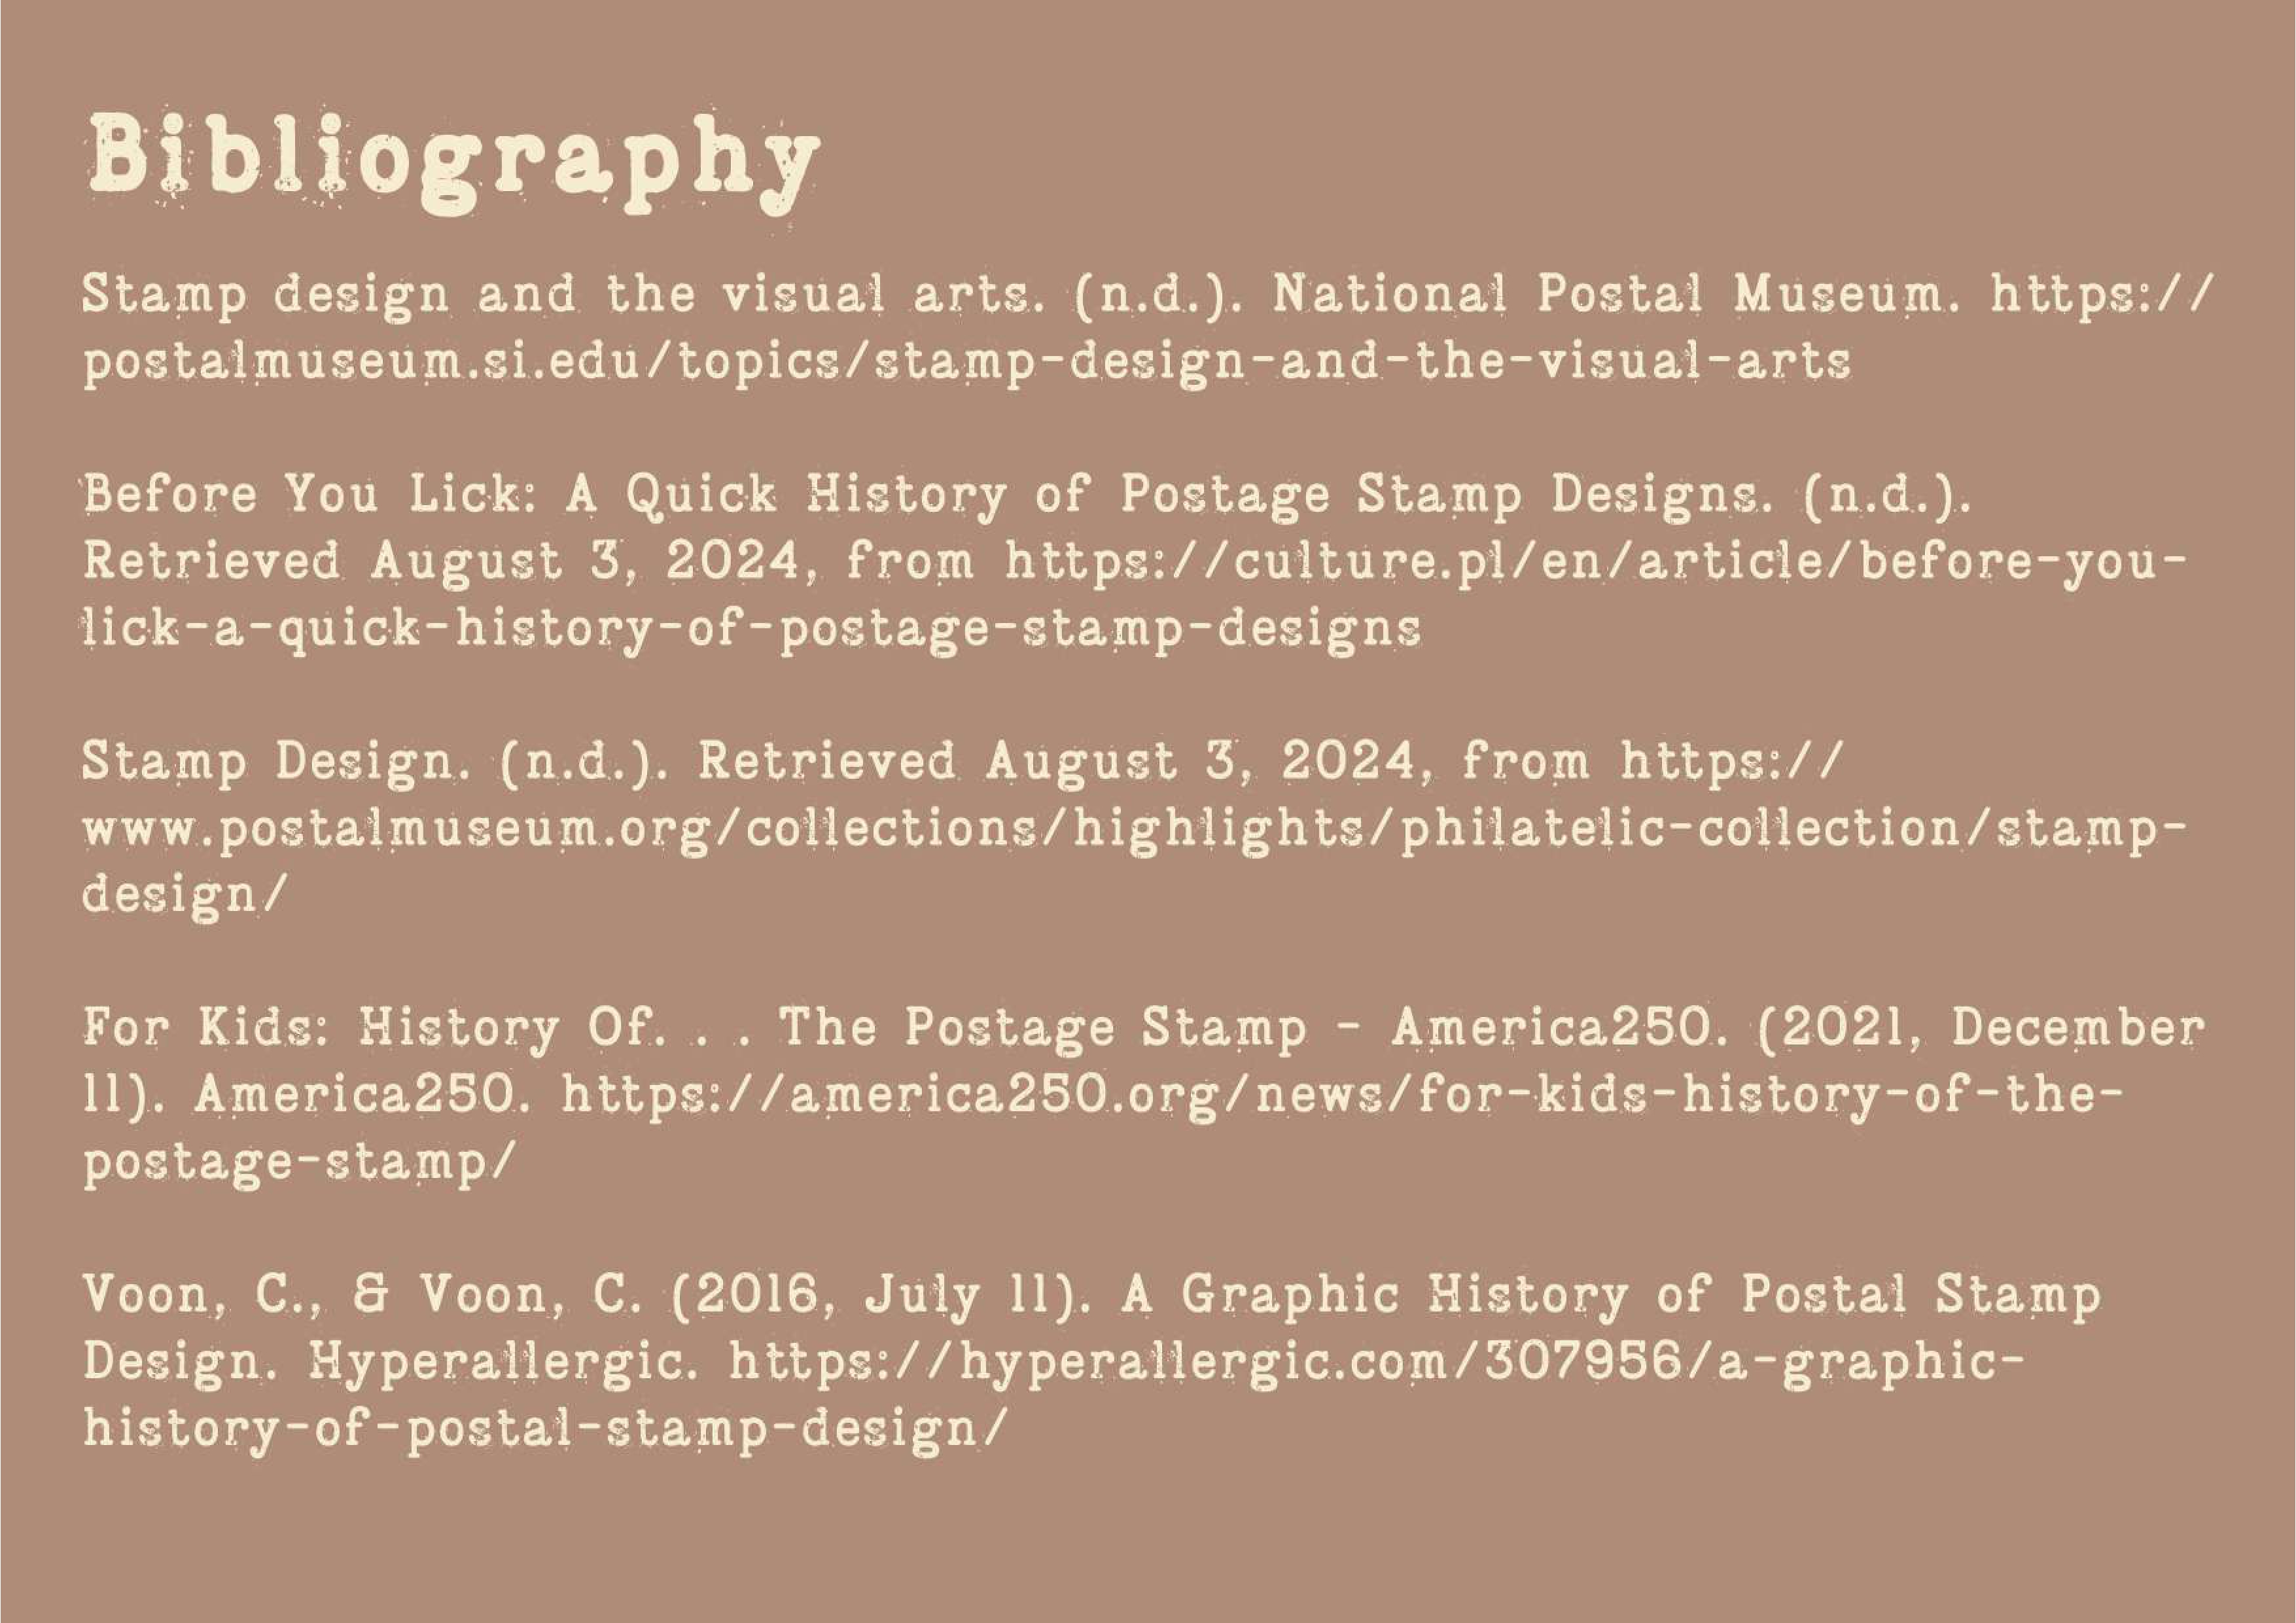 Bibliography
Stamp design and the visual arts. (n.d.). National Postal Museum. https://
postalmuseum.si.edu/topics/stamp-design-and-the-visual-arts
Before You Lick: A Quick History of Postage Stamp Designs. (n.d.).
Retrieved August 3, 2024, from https://culture.pl/en/article/before-you-
lick-a-quick-history-of-postage-stamp-designs
Stamp Design. (n.d.). Retrieved August 3, 2024, from https://
www.postalmuseum.org/collections/highlights/philatelic-collection/stamp-
design/
For Kids: History Of. . . The Postage Stamp - America250. (2021, December
11). America250. https://america250.org/news/for-kids-history-of-the-
postage-stamp/
Voon, C., & Voon, C. (2016, July 11). A Graphic History of Postal Stamp
Design. Hyperallergic. https://hyperallergic.com/307956/a-graphic-
history-of-postal-stamp-design/